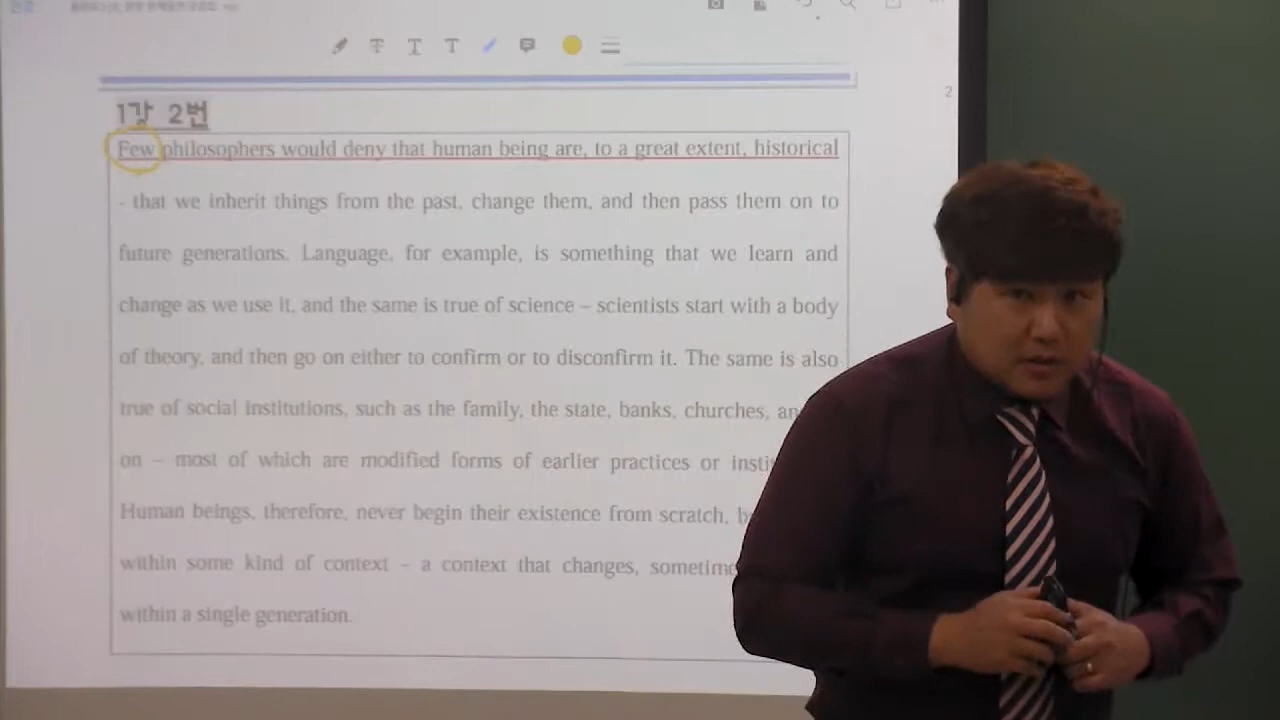 1강 2번
Few philosophers would deny that human being are, to a great extent, historical
- that we inherit things from the past, change them, and then pass them on to
future generations. Language, for example, is something that we learn and
change as we use it, and the same is true of science – scientists start with a body
of theory, and then go on either to confirm or to disconfirm it. The same is also
true of social institutions, such as the family, the state, banks, churches,
on – most of which are modified forms of earlier practices or
Human beings, therefore, never begin their existence from scratch,
within some kind of context – a context that changes,
within a single generation.
2